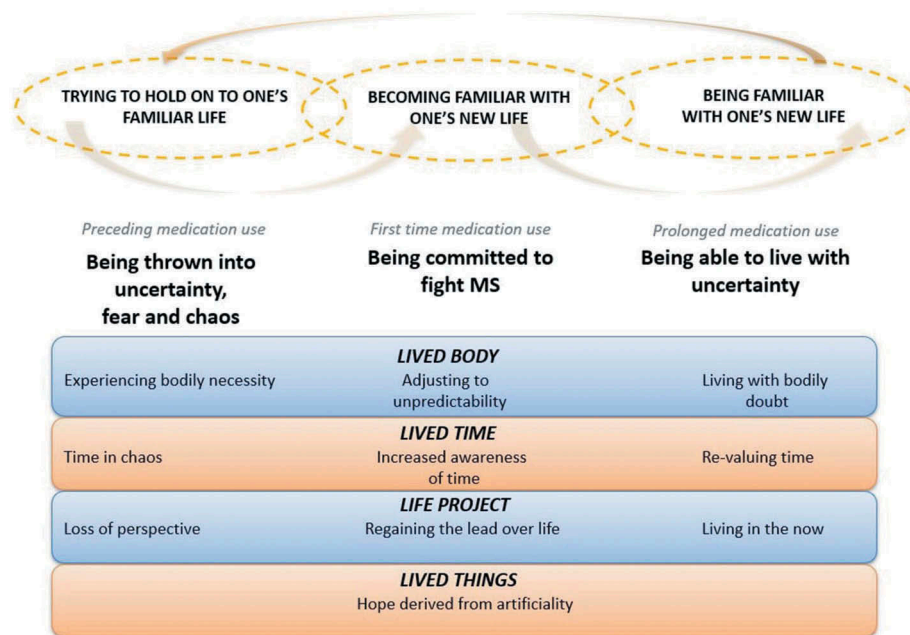 TRYING TO HOLD ON TO ONE'S
FAMILIAR LIFE
BECOMING FAMILIAR WITH
ONE'S NEW LIFE
BEING FAMILIAR
WITH ONE'S NEW LIFE
Preceding medication use
Being thrown into
uncertainty,
fear and chaos
First time medication use
Being committed to
fight MS
Prolonged medication use
Being able to live with
uncertainty
LIVED BODY
Experiencing bodily necessity
Adjusting to
unpredictability
Living with bodily
doubt
LIVED TIME
Time in chaos
Increased awareness
of time
Re-valuing time
LIFE PROJECT
Loss of perspective
Regaining the lead over life
Living in the now
LIVED THINGS
Hope derived from artificiality